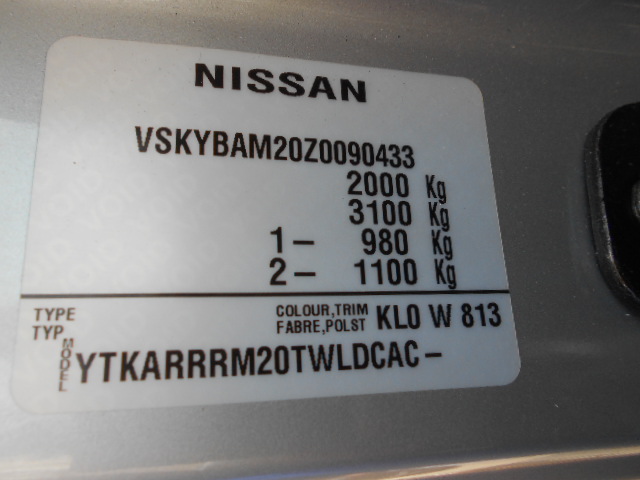 NISSAN
VSKYBAM20Z0090433
2000 Kg
3100 Kg
1- 980 Kg
2- 1100 Kg
TYPE COLOUR,TRIM KL0 W 813
TYP FABRE,POLST
MODEL YTKARRRM20TWLDCAC-